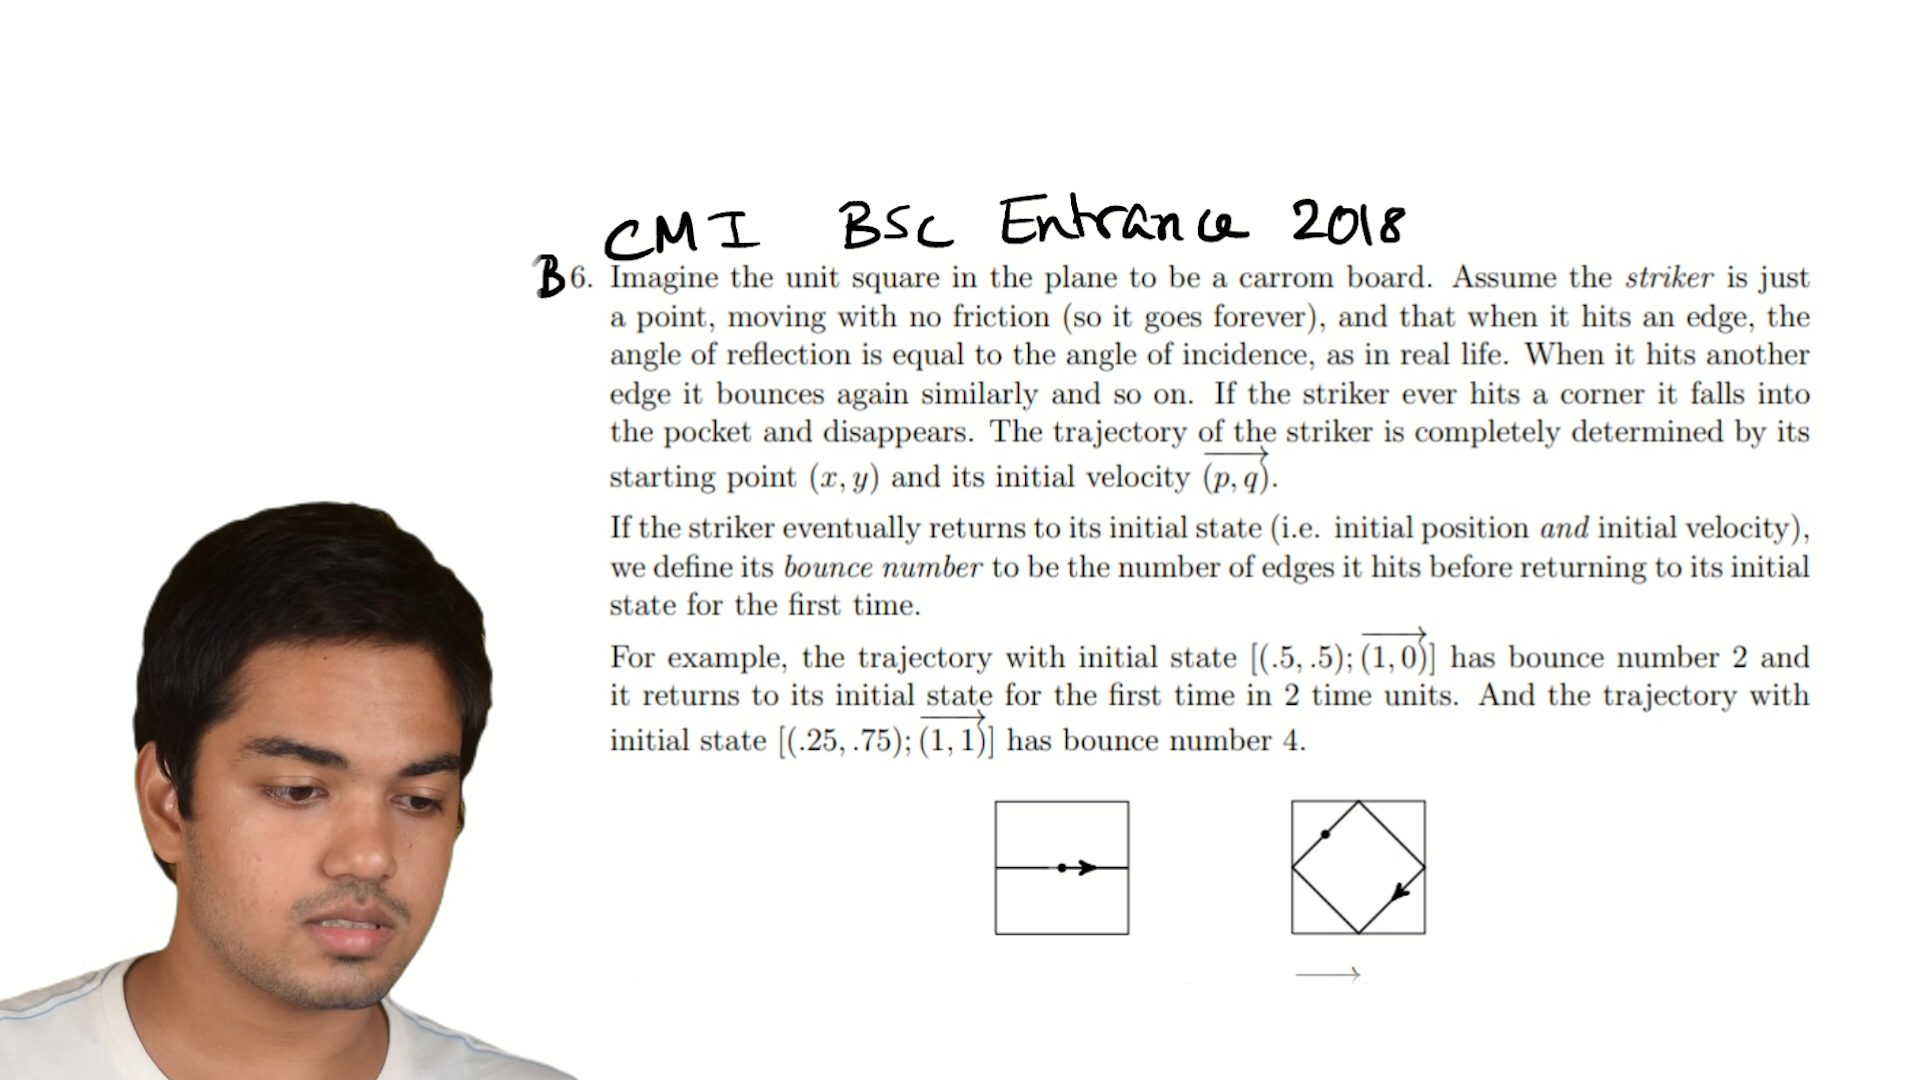 CMI BSc Entrance 2018
B6. Imagine the unit square in the plane to be a carrom board. Assume the striker is just
a point, moving with no friction (so it goes forever), and that when it hits an edge, the
angle of reflection is equal to the angle of incidence, as in real life. When it hits another
edge it bounces again similarly and so on. If the striker ever hits a corner it falls into
the pocket and disappears. The trajectory of the striker is completely determined by its
starting point (x, y) and its initial velocity \overrightarrow{(p, q)}.
If the striker eventually returns to its initial state (i.e. initial position and initial velocity),
we define its bounce number to be the number of edges it hits before returning to its initial
state for the first time.
For example, the trajectory with initial state [(.5, .5); \overrightarrow{(1, 0)}] has bounce number 2 and
it returns to its initial state for the first time in 2 time units. And the trajectory with
initial state [(.25, .75); \overrightarrow{(1, 1)}] has bounce number 4.